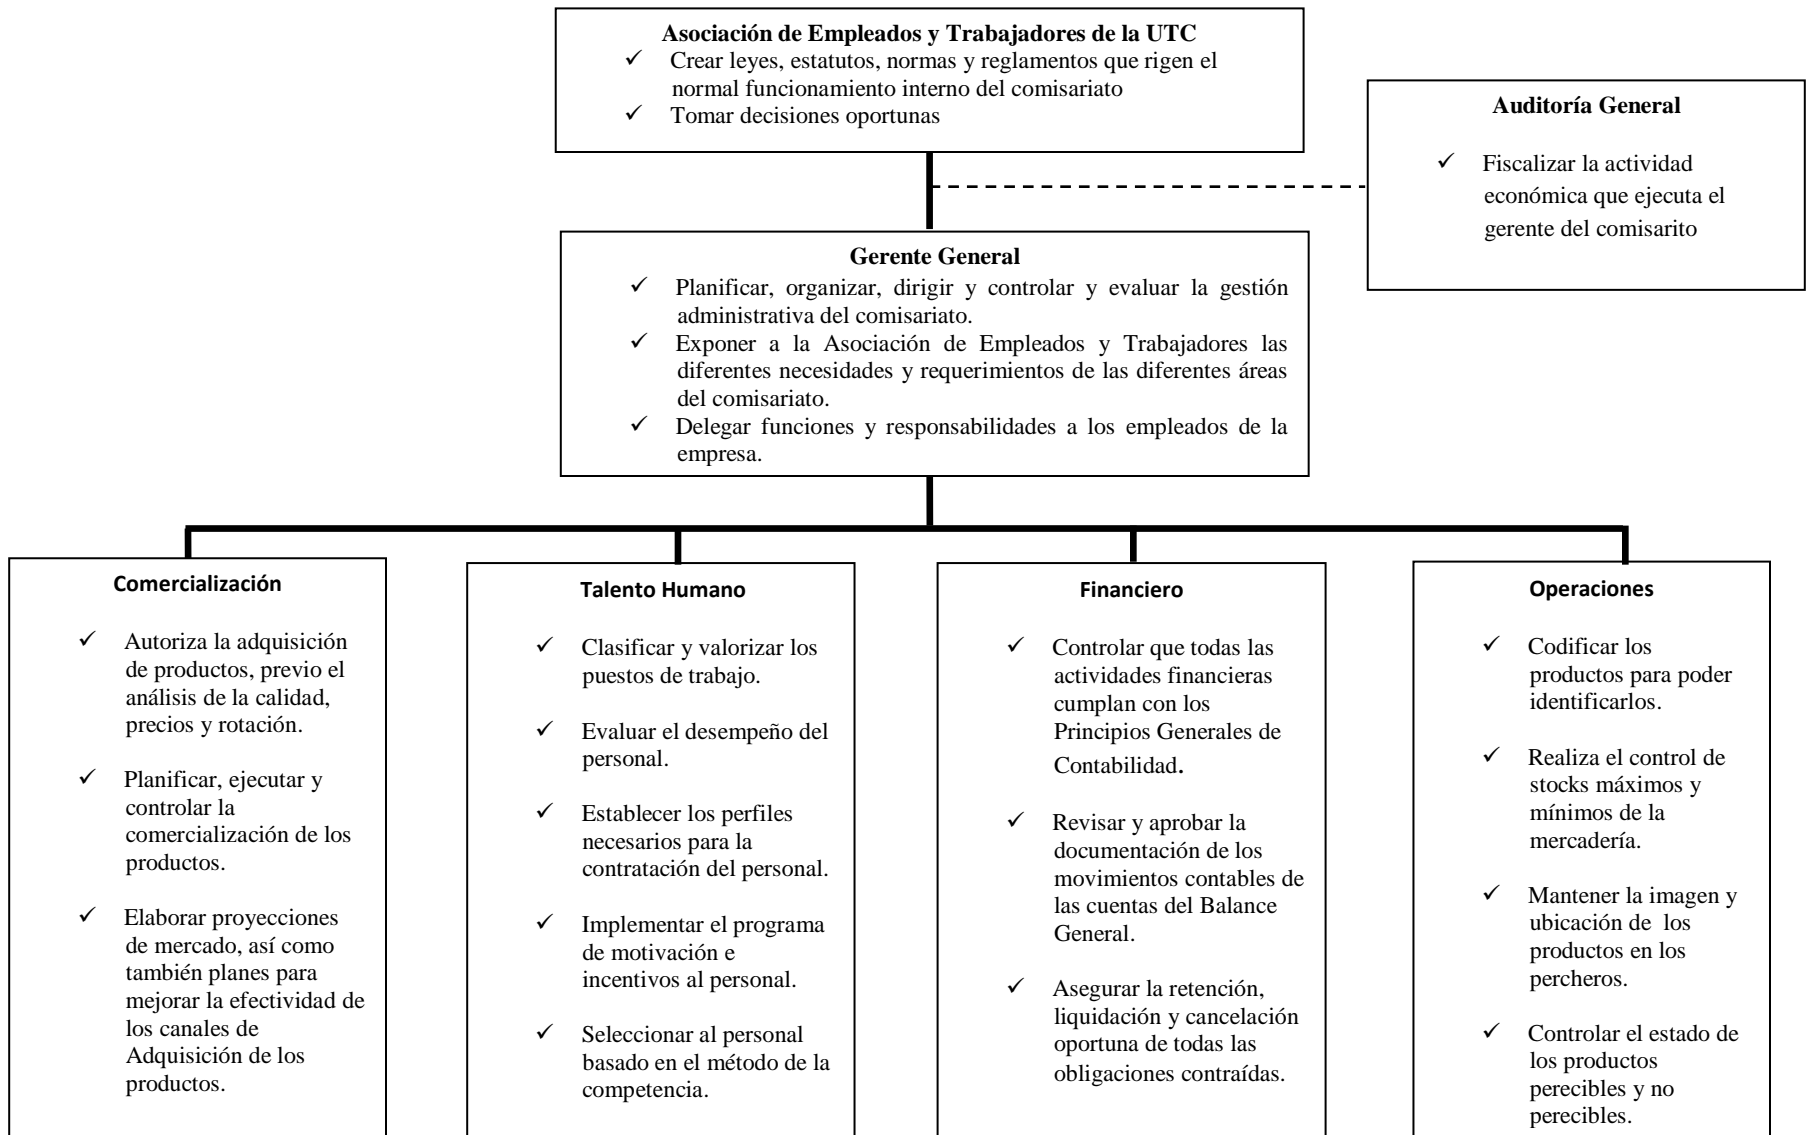 Asociación de Empleados y Trabajadores de la UTC
✓ Crear leyes, estatutos, normas y reglamentos que rigen el
normal funcionamiento interno del comisariato
✓ Tomar decisiones oportunas
Auditoría General
✓ Fiscalizar la actividad
económica que ejecuta el
gerente del comisarito
Gerente General
✓ Planificar, organizar, dirigir y controlar y evaluar la gestión
administrativa del comisariato.
✓ Exponer a la Asociación de Empleados y Trabajadores las
diferentes necesidades y requerimientos de las diferentes áreas
del comisariato.
✓ Delegar funciones y responsabilidades a los empleados de la
empresa.
Comercialización
✓ Autoriza la adquisición
de productos, previo el
análisis de la calidad,
precios y rotación.
✓ Planificar, ejecutar y
controlar la
comercialización de los
productos.
✓ Elaborar proyecciones
de mercado, así como
también planes para
mejorar la efectividad de
los canales de
Adquisición de los
productos.
Talento Humano
✓ Clasificar y valorizar los
puestos de trabajo.
✓ Evaluar el desempeño del
personal.
✓ Establecer los perfiles
necesarios para la
contratación del personal.
✓ Implementar el programa
de motivación e
incentivos al personal.
✓ Seleccionar al personal
basado en el método de la
competencia.
Financiero
✓ Controlar que todas las
actividades financieras
cumplan con los
Principios Generales de
Contabilidad.
✓ Revisar y aprobar la
documentación de los
movimientos contables de
las cuentas del Balance
General.
✓ Asegurar la retención,
liquidación y cancelación
oportuna de todas las
obligaciones contraídas.
Operaciones
✓ Codificar los
productos para poder
identificarlos.
✓ Realiza el control de
stocks máximos y
mínimos de la
mercadería.
✓ Mantener la imagen y
ubicación de los
productos en los
percheros.
✓ Controlar el estado de
los productos
perecibles y no
perecibles.